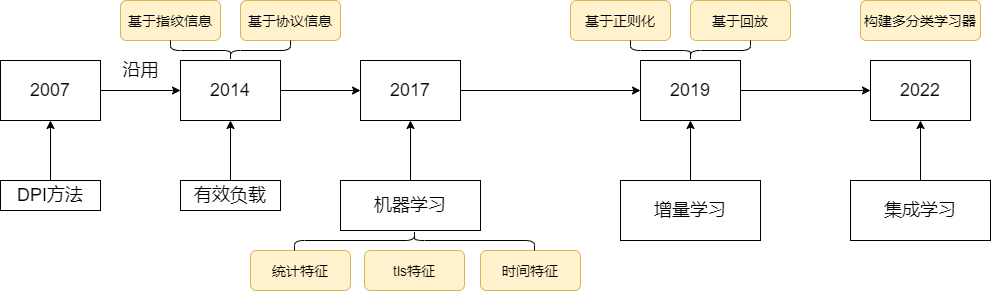 基于指纹信息
基于协议信息
基于正则化
基于回放
构建多分类学习器
2007
沿用
2014
2017
2019
2022
DPI方法
有效负载
机器学习
增量学习
集成学习
统计特征
tls特征
时间特征